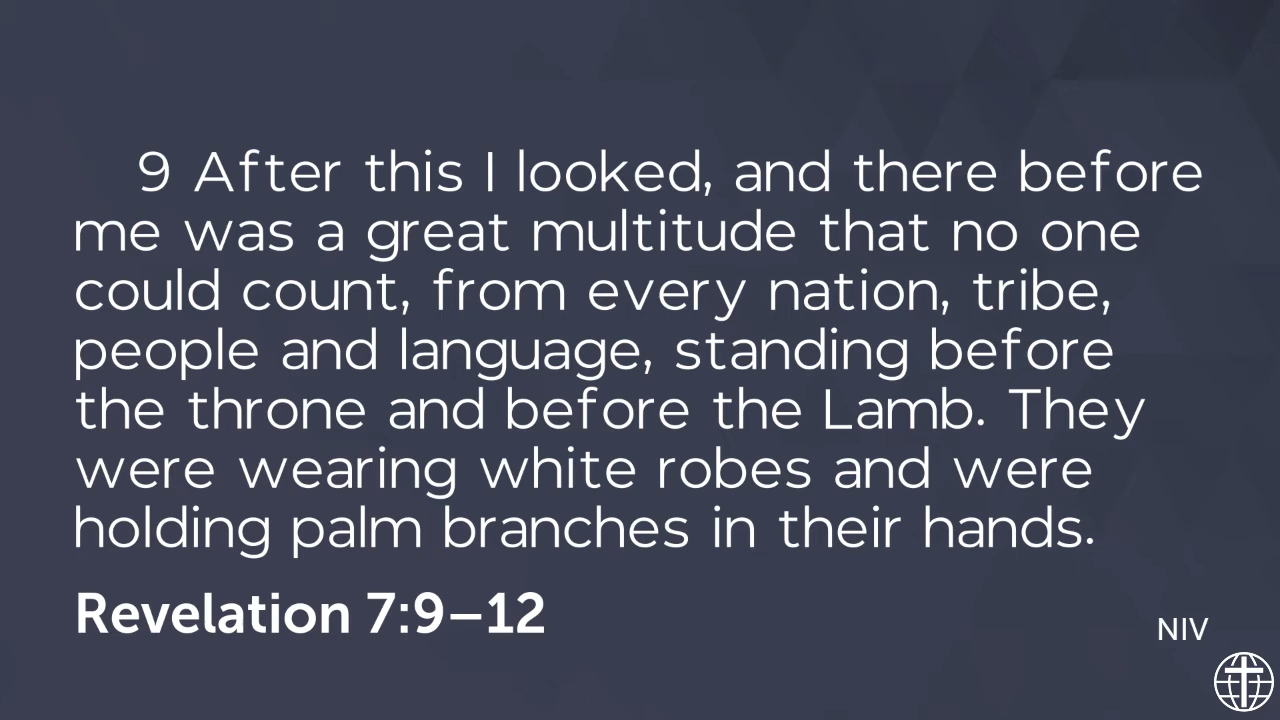 9 After this I looked, and there before
me was a great multitude that no one
could count, from every nation, tribe,
people and language, standing before
the throne and before the Lamb. They
were wearing white robes and were
holding palm branches in their hands.
Revelation 7:9–12
NIV